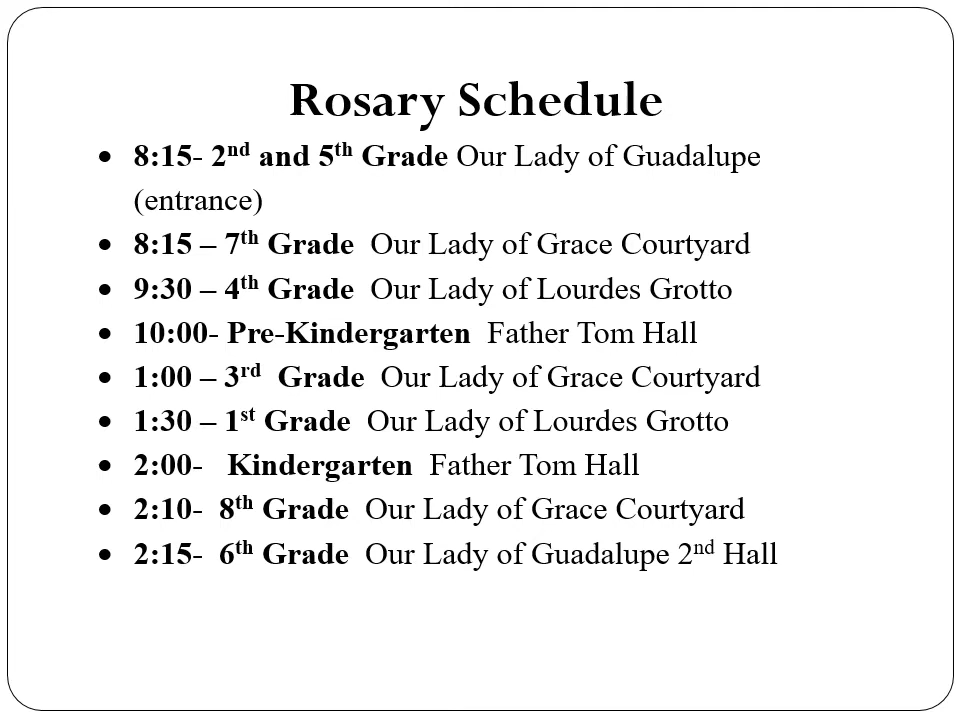 Rosary Schedule
• 8:15- 2nd and 5th Grade Our Lady of Guadalupe
(entrance)
• 8:15 – 7th Grade  Our Lady of Grace Courtyard
• 9:30 – 4th Grade  Our Lady of Lourdes Grotto
• 10:00- Pre-Kindergarten  Father Tom Hall
• 1:00 – 3rd  Grade  Our Lady of Grace Courtyard
• 1:30 – 1st Grade  Our Lady of Lourdes Grotto
• 2:00-   Kindergarten  Father Tom Hall
• 2:10-  8th Grade  Our Lady of Grace Courtyard
• 2:15-  6th Grade  Our Lady of Guadalupe 2nd Hall